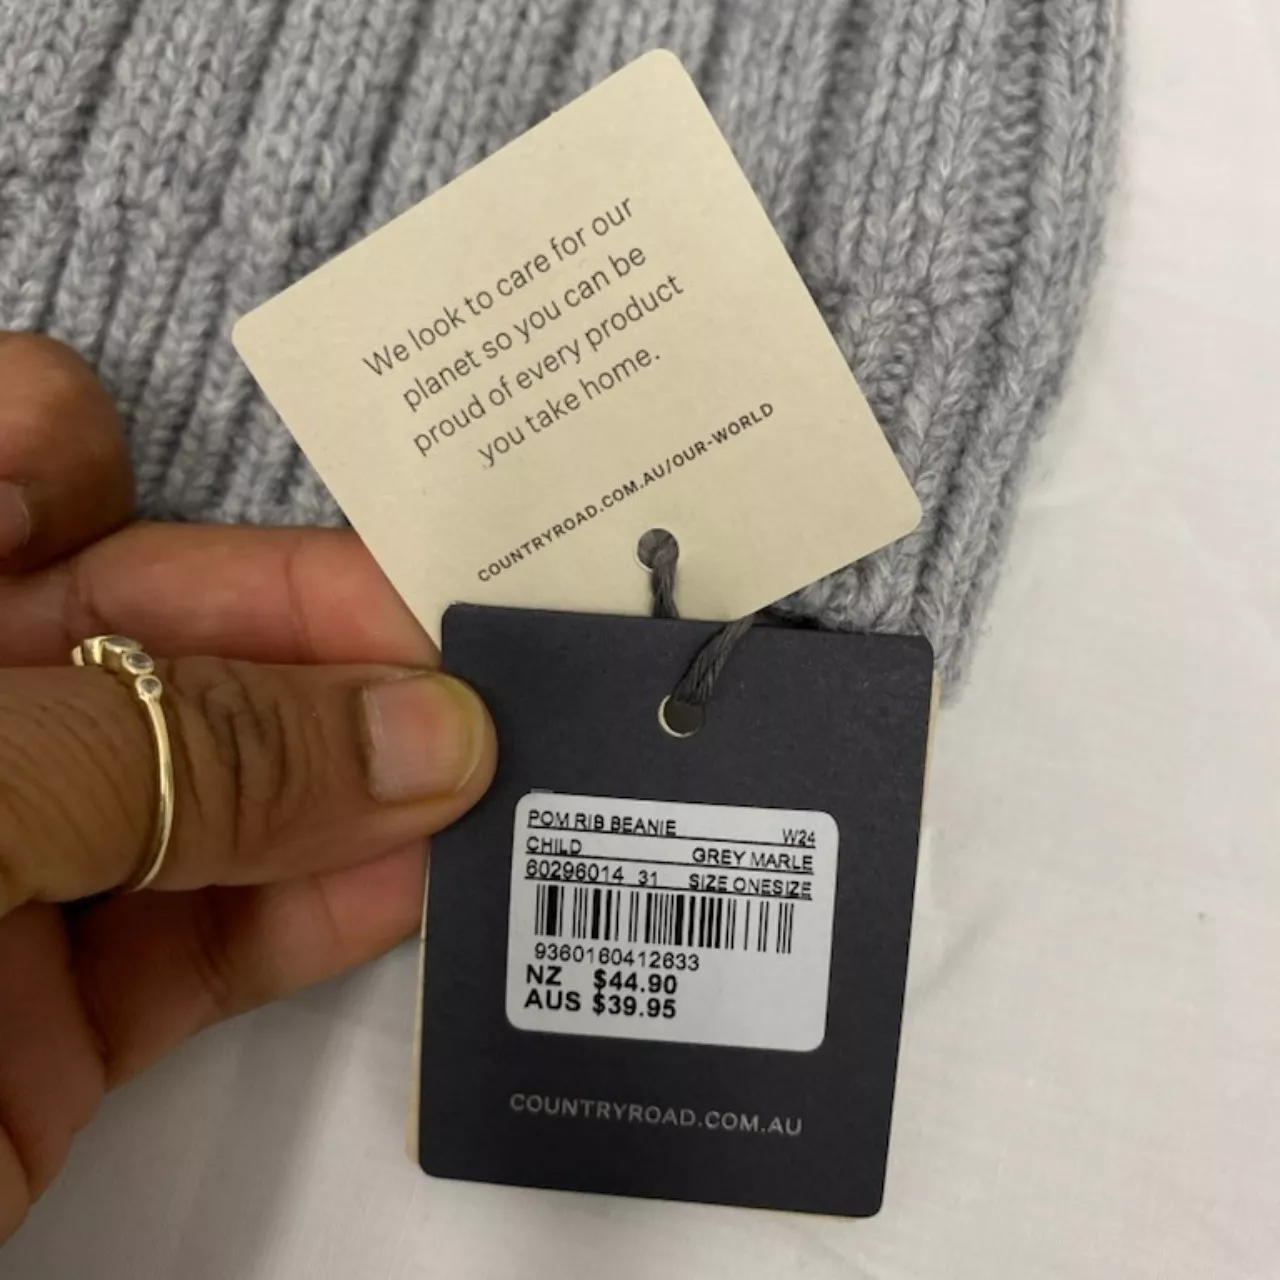 We look to care for our
planet so you can be
proud of every product
you take home.
COUNTRYROAD.COM.AU/OUR-WORLD
POM RIB BEANIE W24
CHILD GREY MARLE
60296014 31 SIZE ONESIZE
9360160412633
NZ $44.90
AUS $39.95
COUNTRYROAD.COM.AU